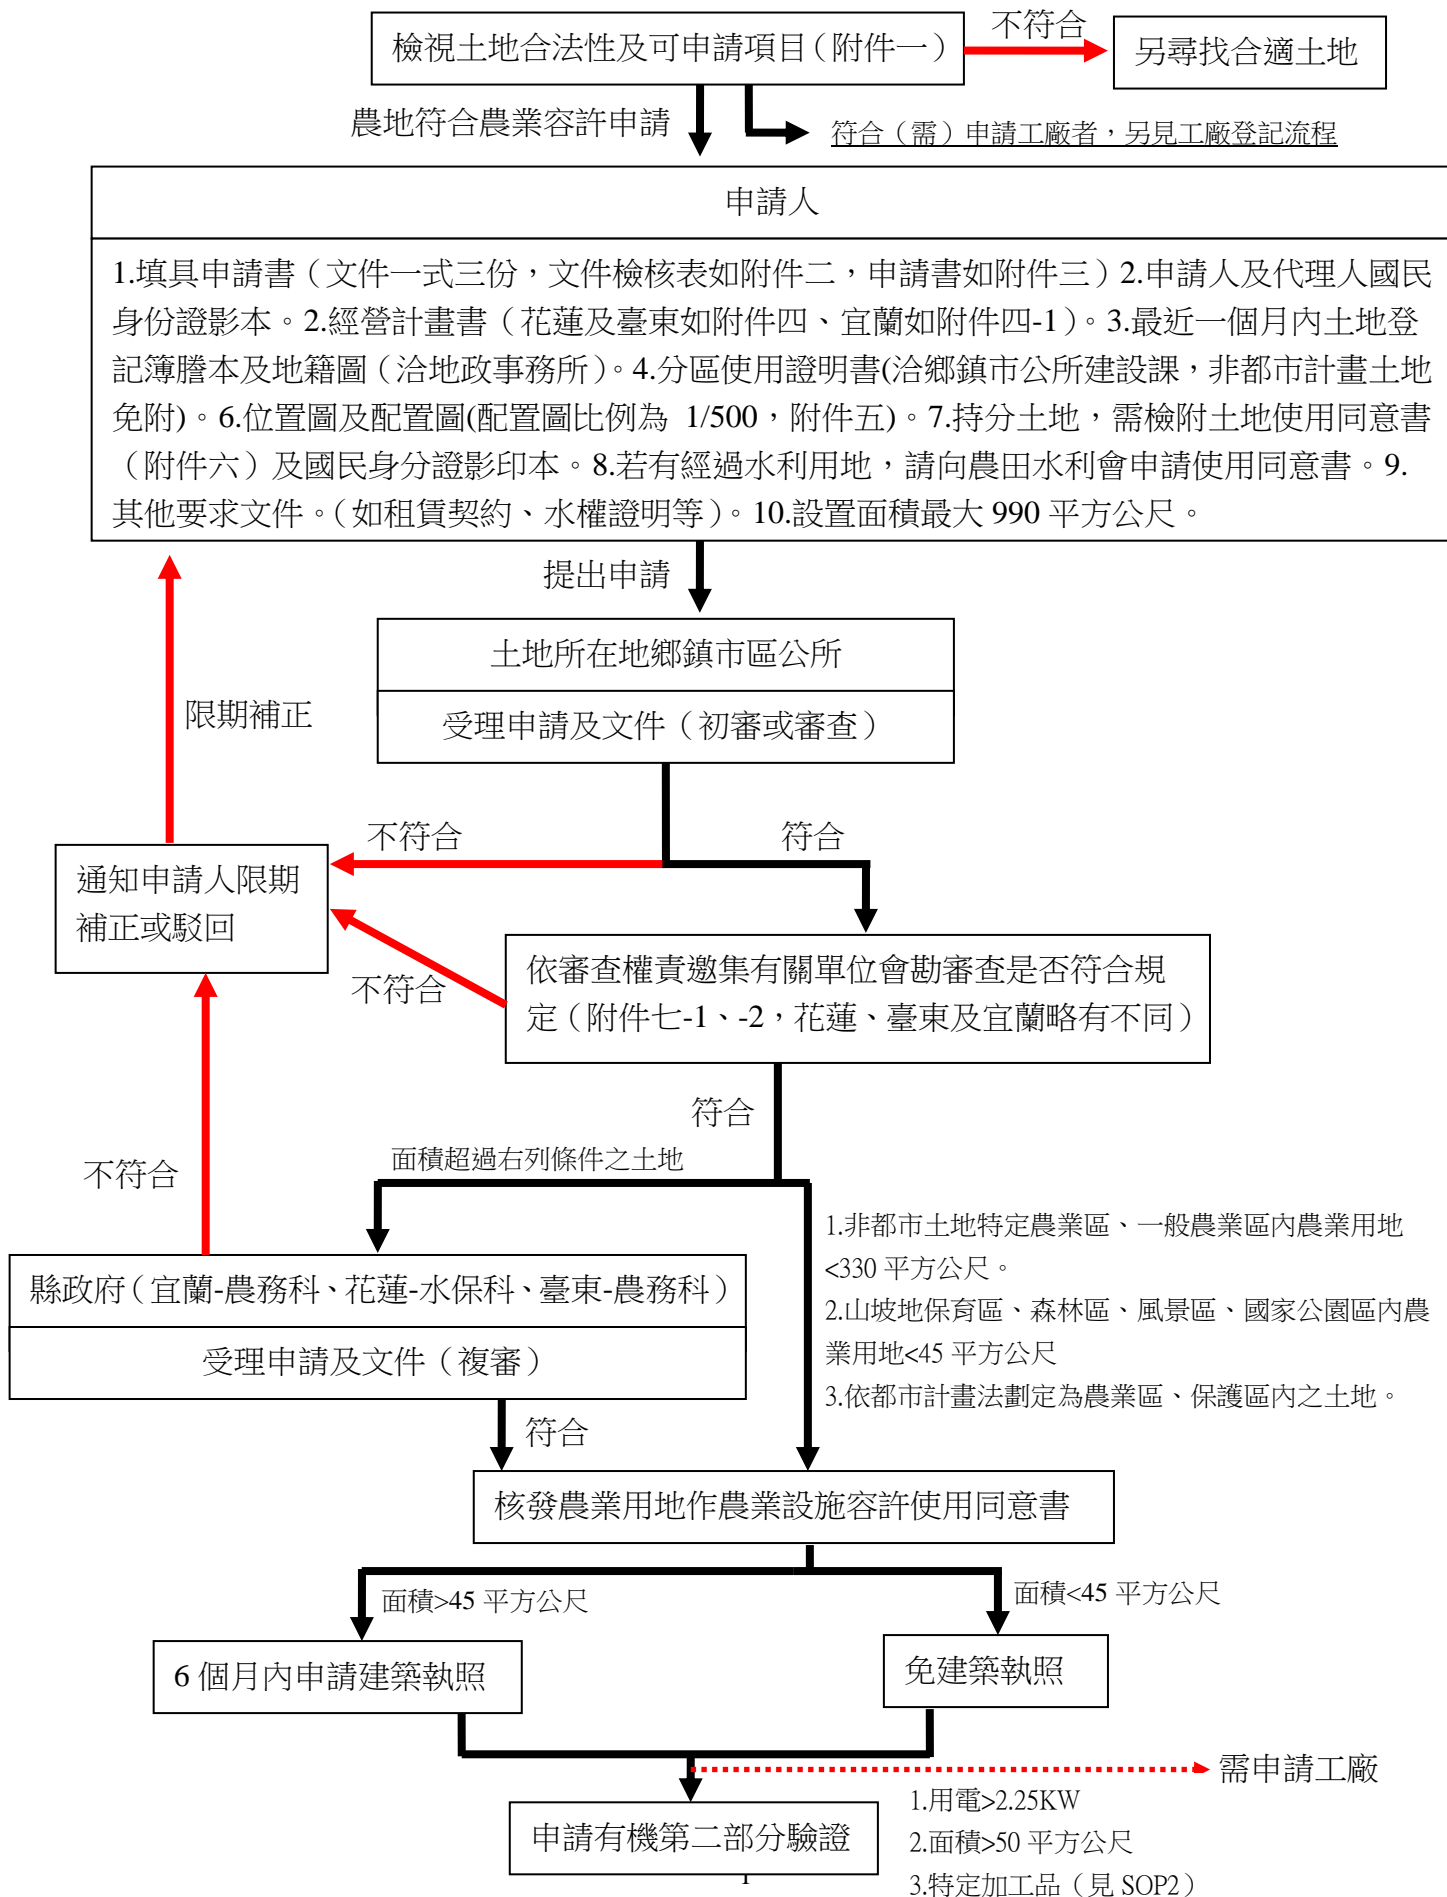 檢視土地合法性及可申請項目（附件一）
不符合
另尋找合適土地
農地符合農業容許申請
符合（需）申請工廠者，另見工廠登記流程
申請人
1.填具申請書（文件一式三份，文件檢核表如附件二，申請書如附件三）2.申請人及代理人國民
身份證影本。2.經營計畫書（花蓮及臺東如附件四、宜蘭如附件四-1）。3.最近一個月內土地登
記簿謄本及地籍圖（洽地政事務所）。4.分區使用證明書(洽鄉鎮市公所建設課，非都市計畫土地
免附)。6.位置圖及配置圖(配置圖比例為 1/500，附件五)。7.持分土地，需檢附土地使用同意書
（附件六）及國民身分證影印本。8.若有經過水利用地，請向農田水利會申請使用同意書。9.
其他要求文件。（如租賃契約、水權證明等）。10.設置面積最大 990 平方公尺。
提出申請
土地所在地鄉鎮市區公所
受理申請及文件（初審或審查）
限期補正
不符合
符合
通知申請人限期
補正或駁回
不符合
依審查權責邀集有關單位會勘審查是否符合規
定（附件七-1、-2，花蓮、臺東及宜蘭略有不同）
符合
不符合
面積超過右列條件之土地
1.非都市土地特定農業區、一般農業區內農業用地
<330 平方公尺。
2.山坡地保育區、森林區、風景區、國家公園區內農
業用地<45 平方公尺
3.依都市計畫法劃定為農業區、保護區內之土地。
縣政府（宜蘭-農務科、花蓮-水保科、臺東-農務科）
受理申請及文件（複審）
符合
核發農業用地作農業設施容許使用同意書
面積>45 平方公尺
面積<45 平方公尺
6 個月內申請建築執照
免建築執照
需申請工廠
1.用電>2.25KW
2.面積>50 平方公尺
3.特定加工品（見 SOP2）
申請有機第二部分驗證